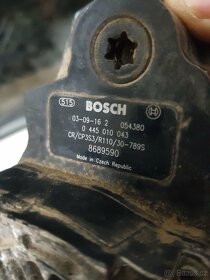 515 BOSCH
03-09-16 2 054380
0 445 010 043
CR/CP3S3/R110/30-789S
8689590
Made in Czech Republic